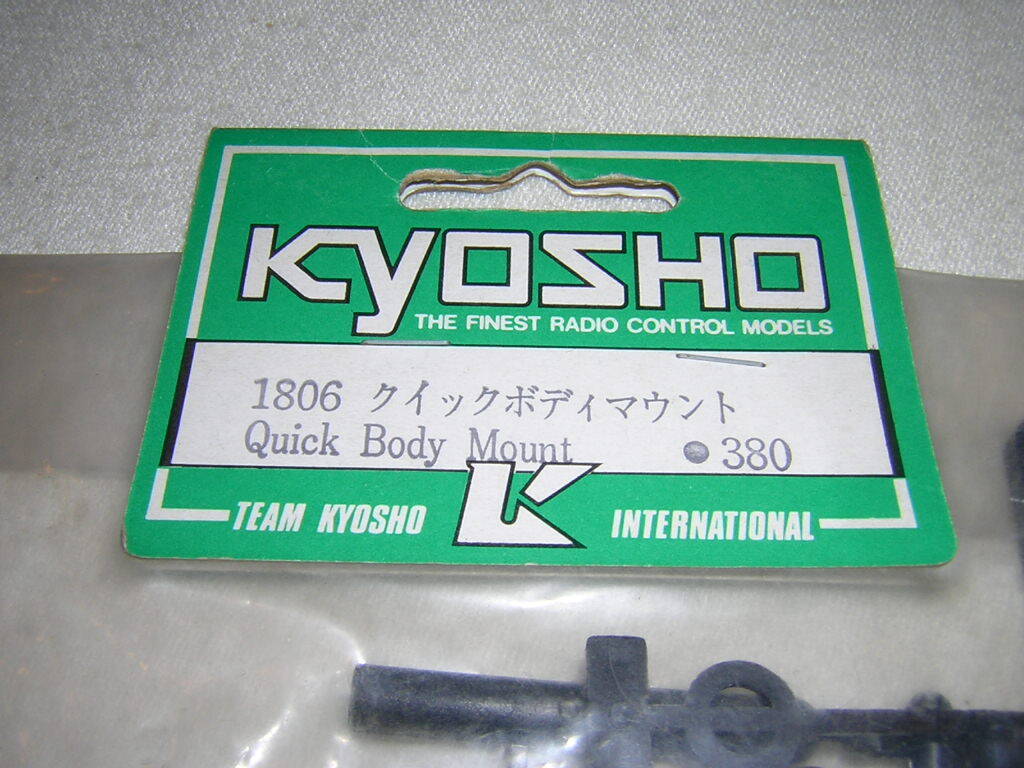 KYOSHO
THE FINEST RADIO CONTROL MODELS
1806 クイックボディマウント
Quick Body Mount ●380
K
TEAM KYOSHO INTERNATIONAL